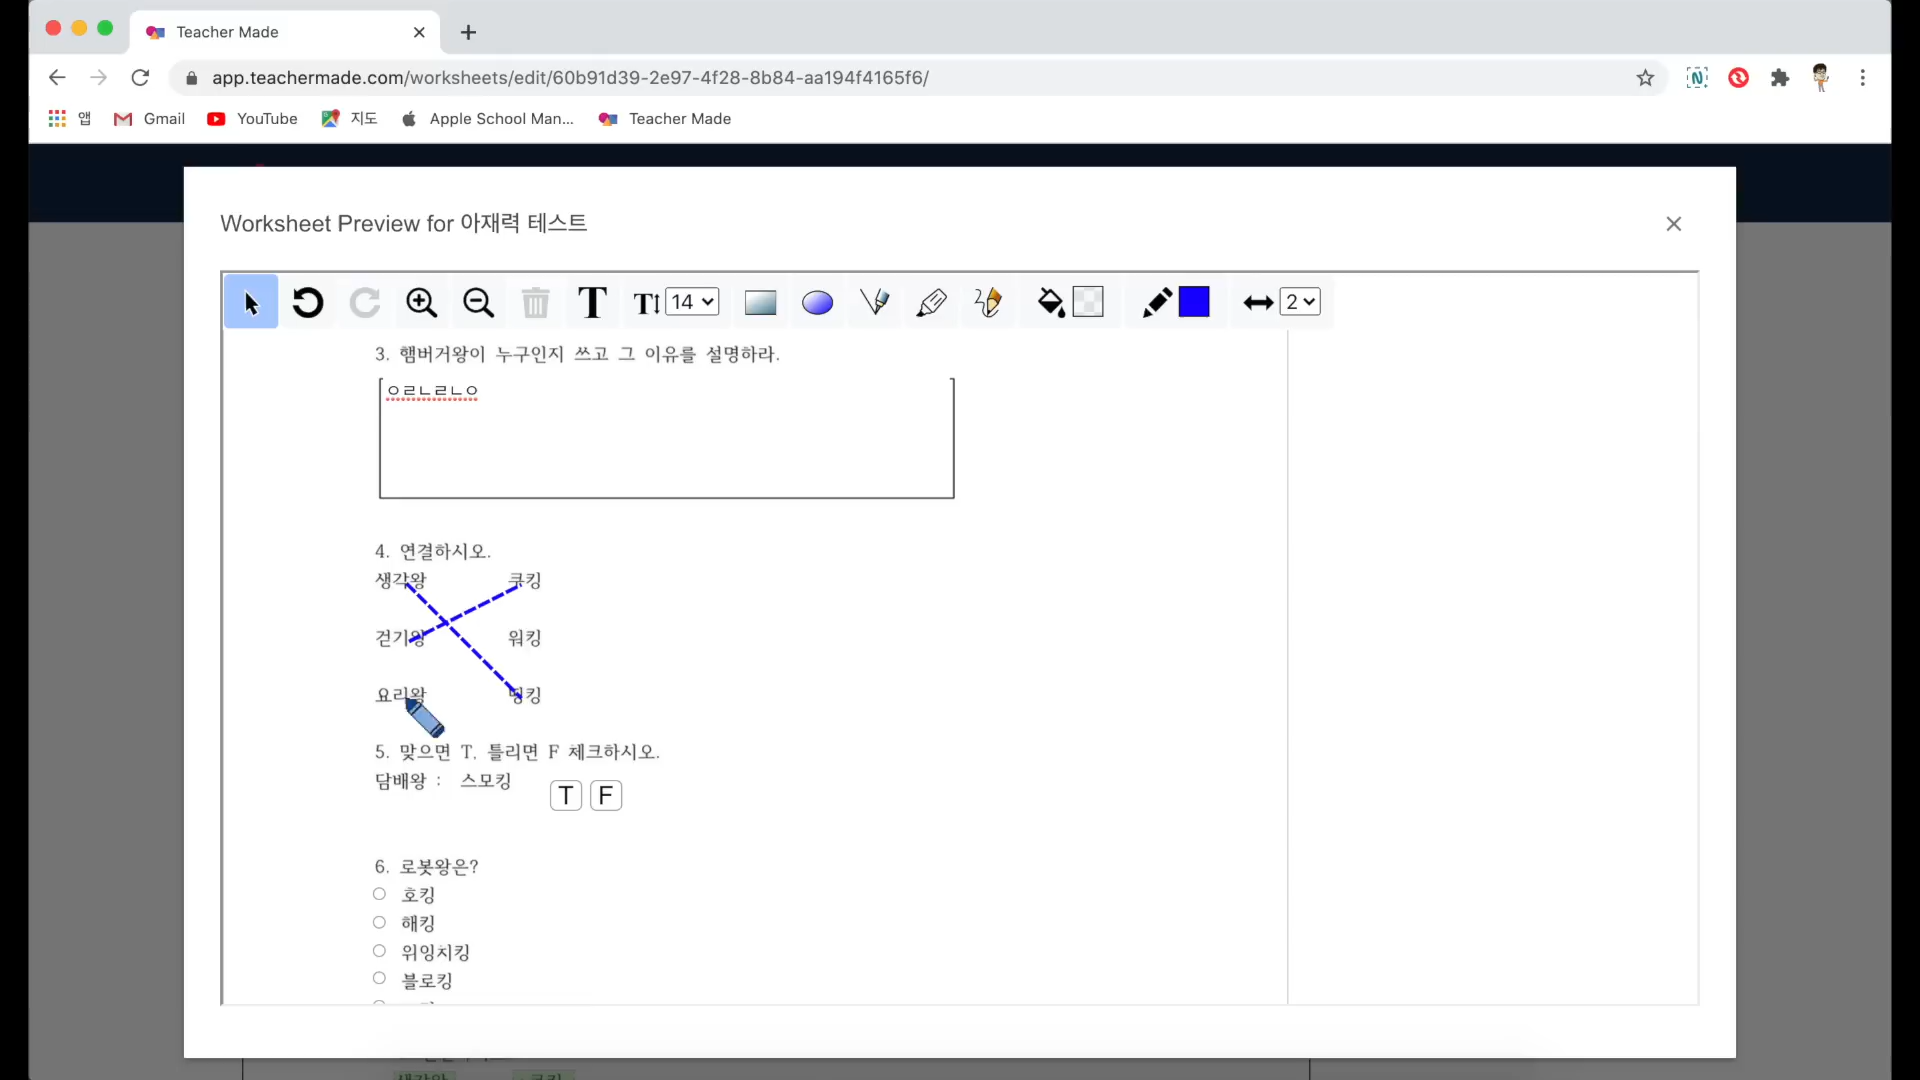 Teacher Made
app.teachermade.com/worksheets/edit/60b91d39-2e97-4f28-8b84-aa194f4165f6/
앱 Gmail YouTube 지도 Apple School Man... Teacher Made
Worksheet Preview for 아재력 테스트
T T 14 2
3. 햄버거왕이 누구인지 쓰고 그 이유를 설명하라.
ㅇㄹㄴㄹㄴㅇ
4. 연결하시오.
생각왕 쿠킹
걷기왕 워킹
요리왕 띵킹
5. 맞으면 T, 틀리면 F 체크하시오.
담배왕 : 스모킹 T F
6. 로봇왕은?
호킹
해킹
위잉치킹
블로킹